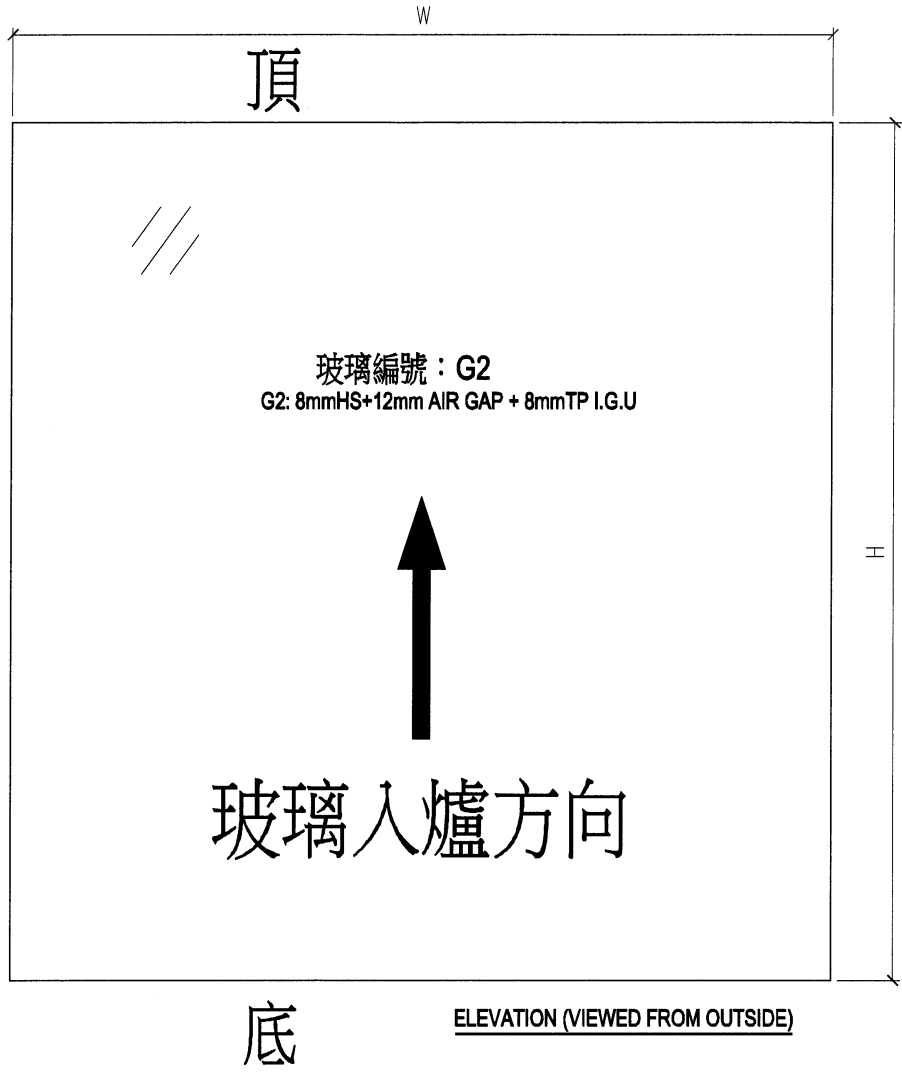 W
頂
玻璃編號：G2
G2: 8mmHS+12mm AIR GAP + 8mmTP I.G.U
H
玻璃入爐方向
底
ELEVATION (VIEWED FROM OUTSIDE)